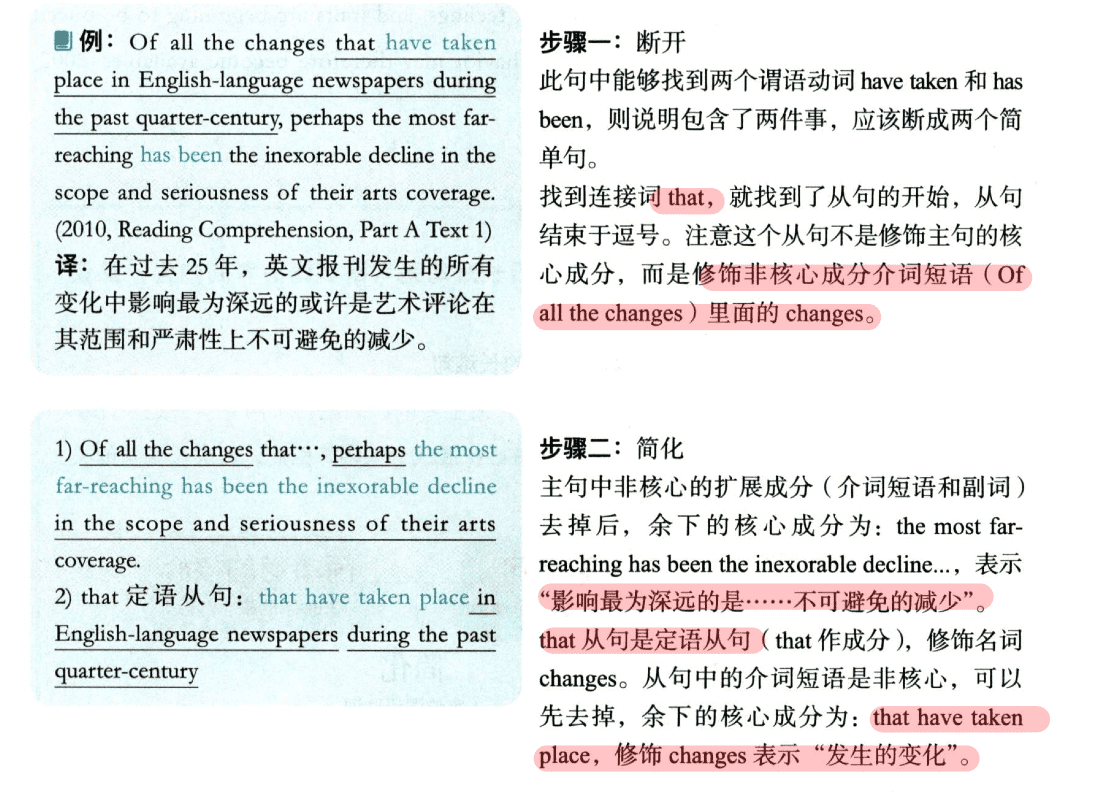 例：Of all the changes that have taken
place in English-language newspapers during
the past quarter-century, perhaps the most far-
reaching has been the inexorable decline in the
scope and seriousness of their arts coverage.
(2010, Reading Comprehension, Part A Text 1)
译：在过去 25 年，英文报刊发生的所有
变化中影响最为深远的或许是艺术评论在
其范围和严肃性上不可避免的减少。
步骤一：断开
此句中能够找到两个谓语动词 have taken 和 has
been，则说明包含了两件事，应该断成两个简
单句。
找到连接词 that，就找到了从句的开始，从句
结束于逗号。注意这个从句不是修饰主句的核
心成分，而是修饰非核心成分介词短语（Of
all the changes）里面的 changes。
1) Of all the changes that…, perhaps the most
far-reaching has been the inexorable decline
in the scope and seriousness of their arts
coverage.
2) that 定语从句：that have taken place in
English-language newspapers during the past
quarter-century
步骤二：简化
主句中非核心的扩展成分（介词短语和副词）
去掉后，余下的核心成分为：the most far-
reaching has been the inexorable decline...，表示
“影响最为深远的是……不可避免的减少”。
that 从句是定语从句（that 作成分），修饰名词
changes。从句中的介词短语是非核心，可以
先去掉，余下的核心成分为：that have taken
place，修饰 changes 表示“发生的变化”。